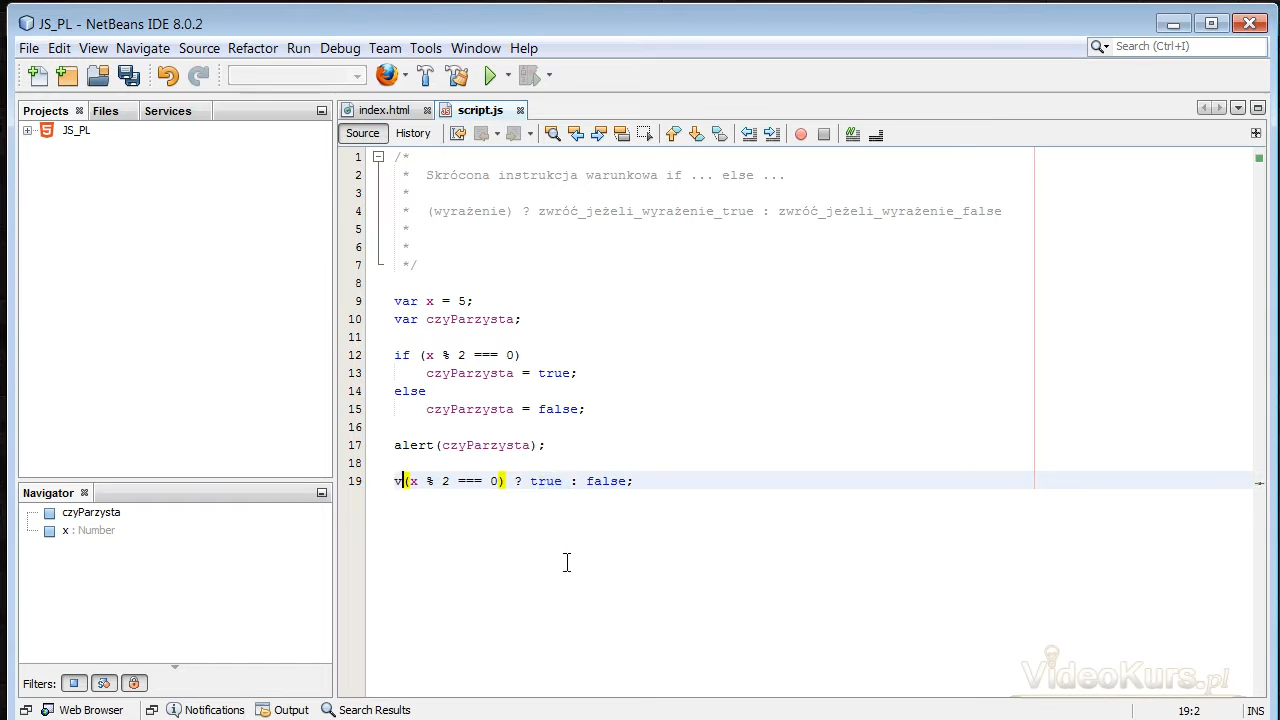 JS_PL - NetBeans IDE 8.0.2
File Edit View Navigate Source Refactor Run Debug Team Tools Window Help
Search (Ctrl+I)
Projects Files Services
index.html script.js
JS_PL
Source History
1 /*
2 * Skrócona instrukcja warunkowa if ... else ...
3 *
4 * (wyrażenie) ? zwróć_jeżeli_wyrażenie_true : zwróć_jeżeli_wyrażenie_false
5 *
6 *
7 */
8
9 var x = 5;
10 var czyParzysta;
11
12 if (x % 2 === 0)
13 czyParzysta = true;
14 else
15 czyParzysta = false;
16
17 alert(czyParzysta);
18
19 v(x % 2 === 0) ? true : false;
Navigator
czyParzysta
x : Number
Filters:
VideoKurs.pl
Web Browser Notifications Output Search Results
19:2 INS